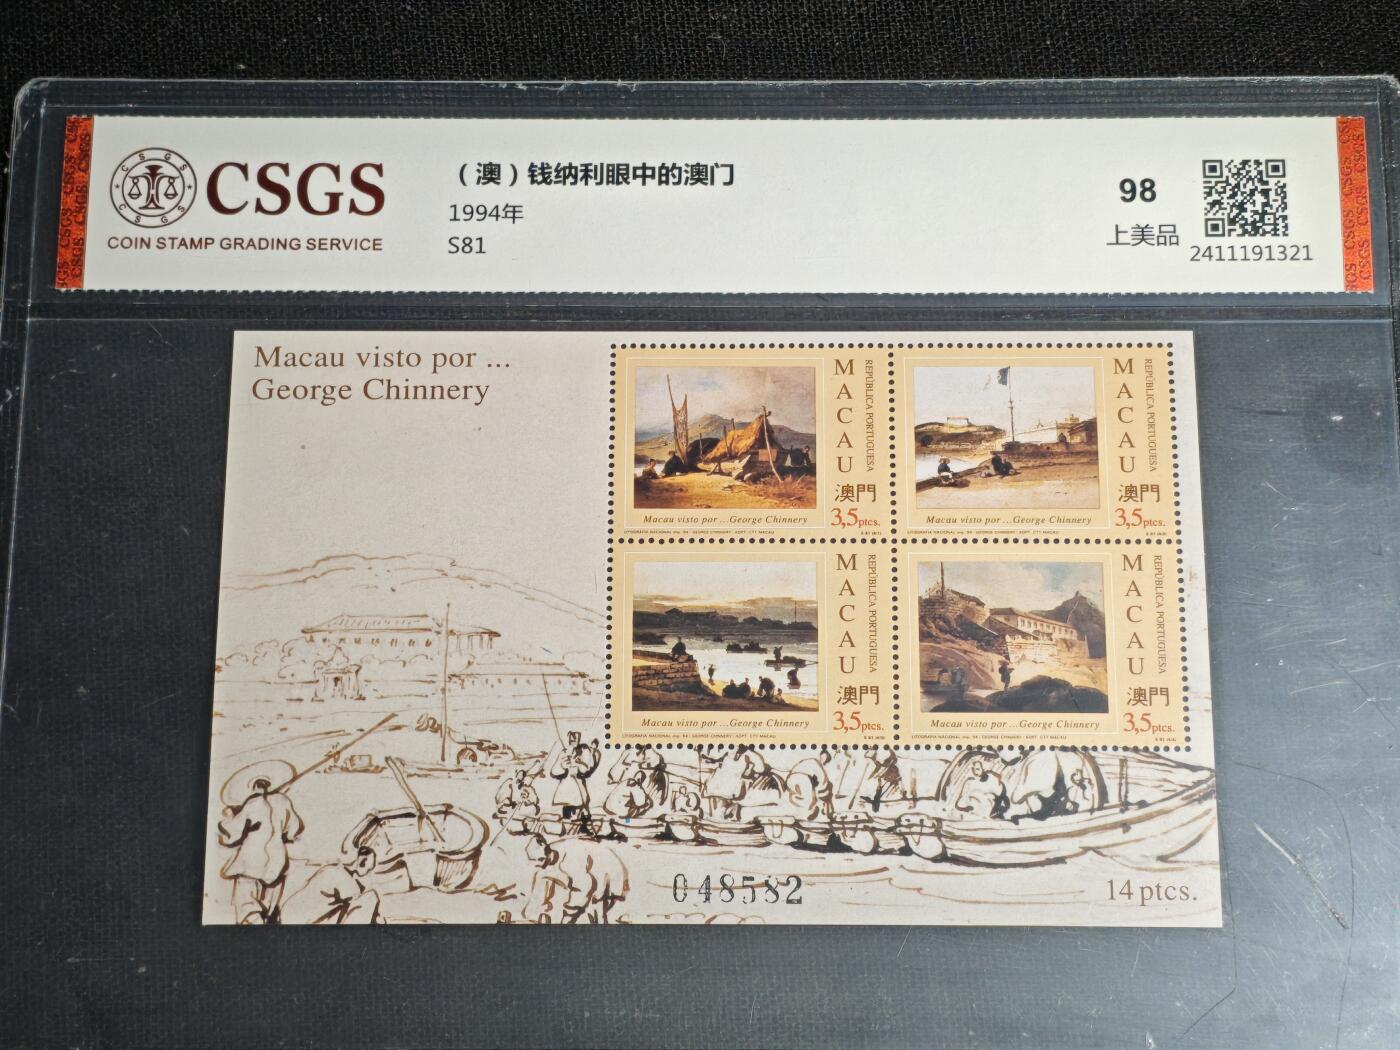 CSGS
COIN STAMP GRADING SERVICE
（澳）钱纳利眼中的澳门
1994年
S81
98
上美品
2411191321
Macau visto por ...
George Chinnery
MACAU
REPÚBLICA PORTUGUESA
澳門
3,5ptcs.
Macau visto por ...George Chinnery
MACAU
REPÚBLICA PORTUGUESA
澳門
3,5ptcs.
Macau visto por ...George Chinnery
MACAU
REPÚBLICA PORTUGUESA
澳門
3,5ptcs.
Macau visto por ...George Chinnery
MACAU
REPÚBLICA PORTUGUESA
澳門
3,5ptcs.
Macau visto por ...George Chinnery
048582
14 ptcs.